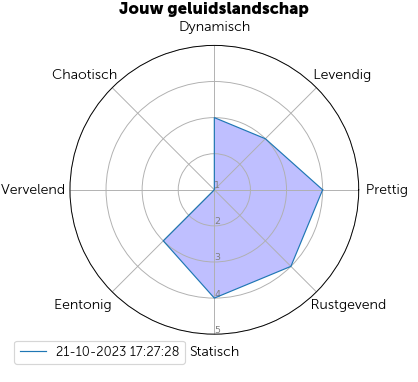 Jouw geluidslandschap
Dynamisch
Chaotisch
Levendig
Vervelend
Prettig
1
2
3
4
5
Eentonig
Rustgevend
21-10-2023 17:27:28
Statisch